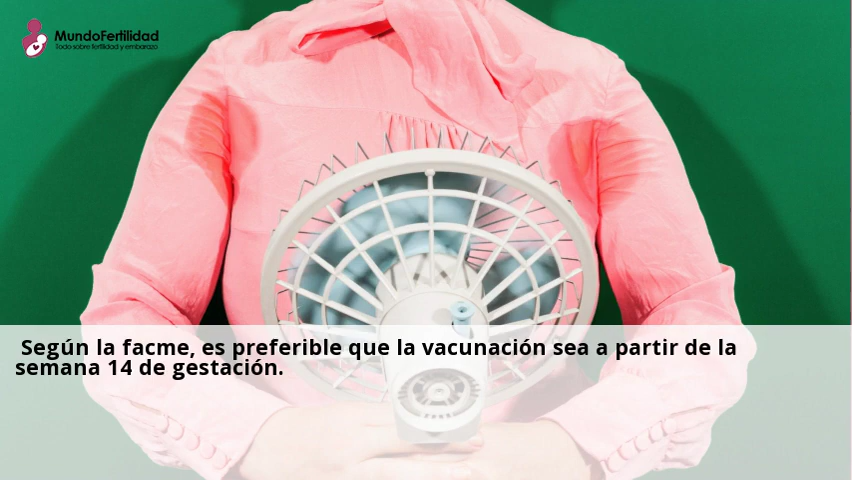 MundoFertilidad
Todo sobre fertilidad y embarazo
Según la facme, es preferible que la vacunación sea a partir de la
semana 14 de gestación.